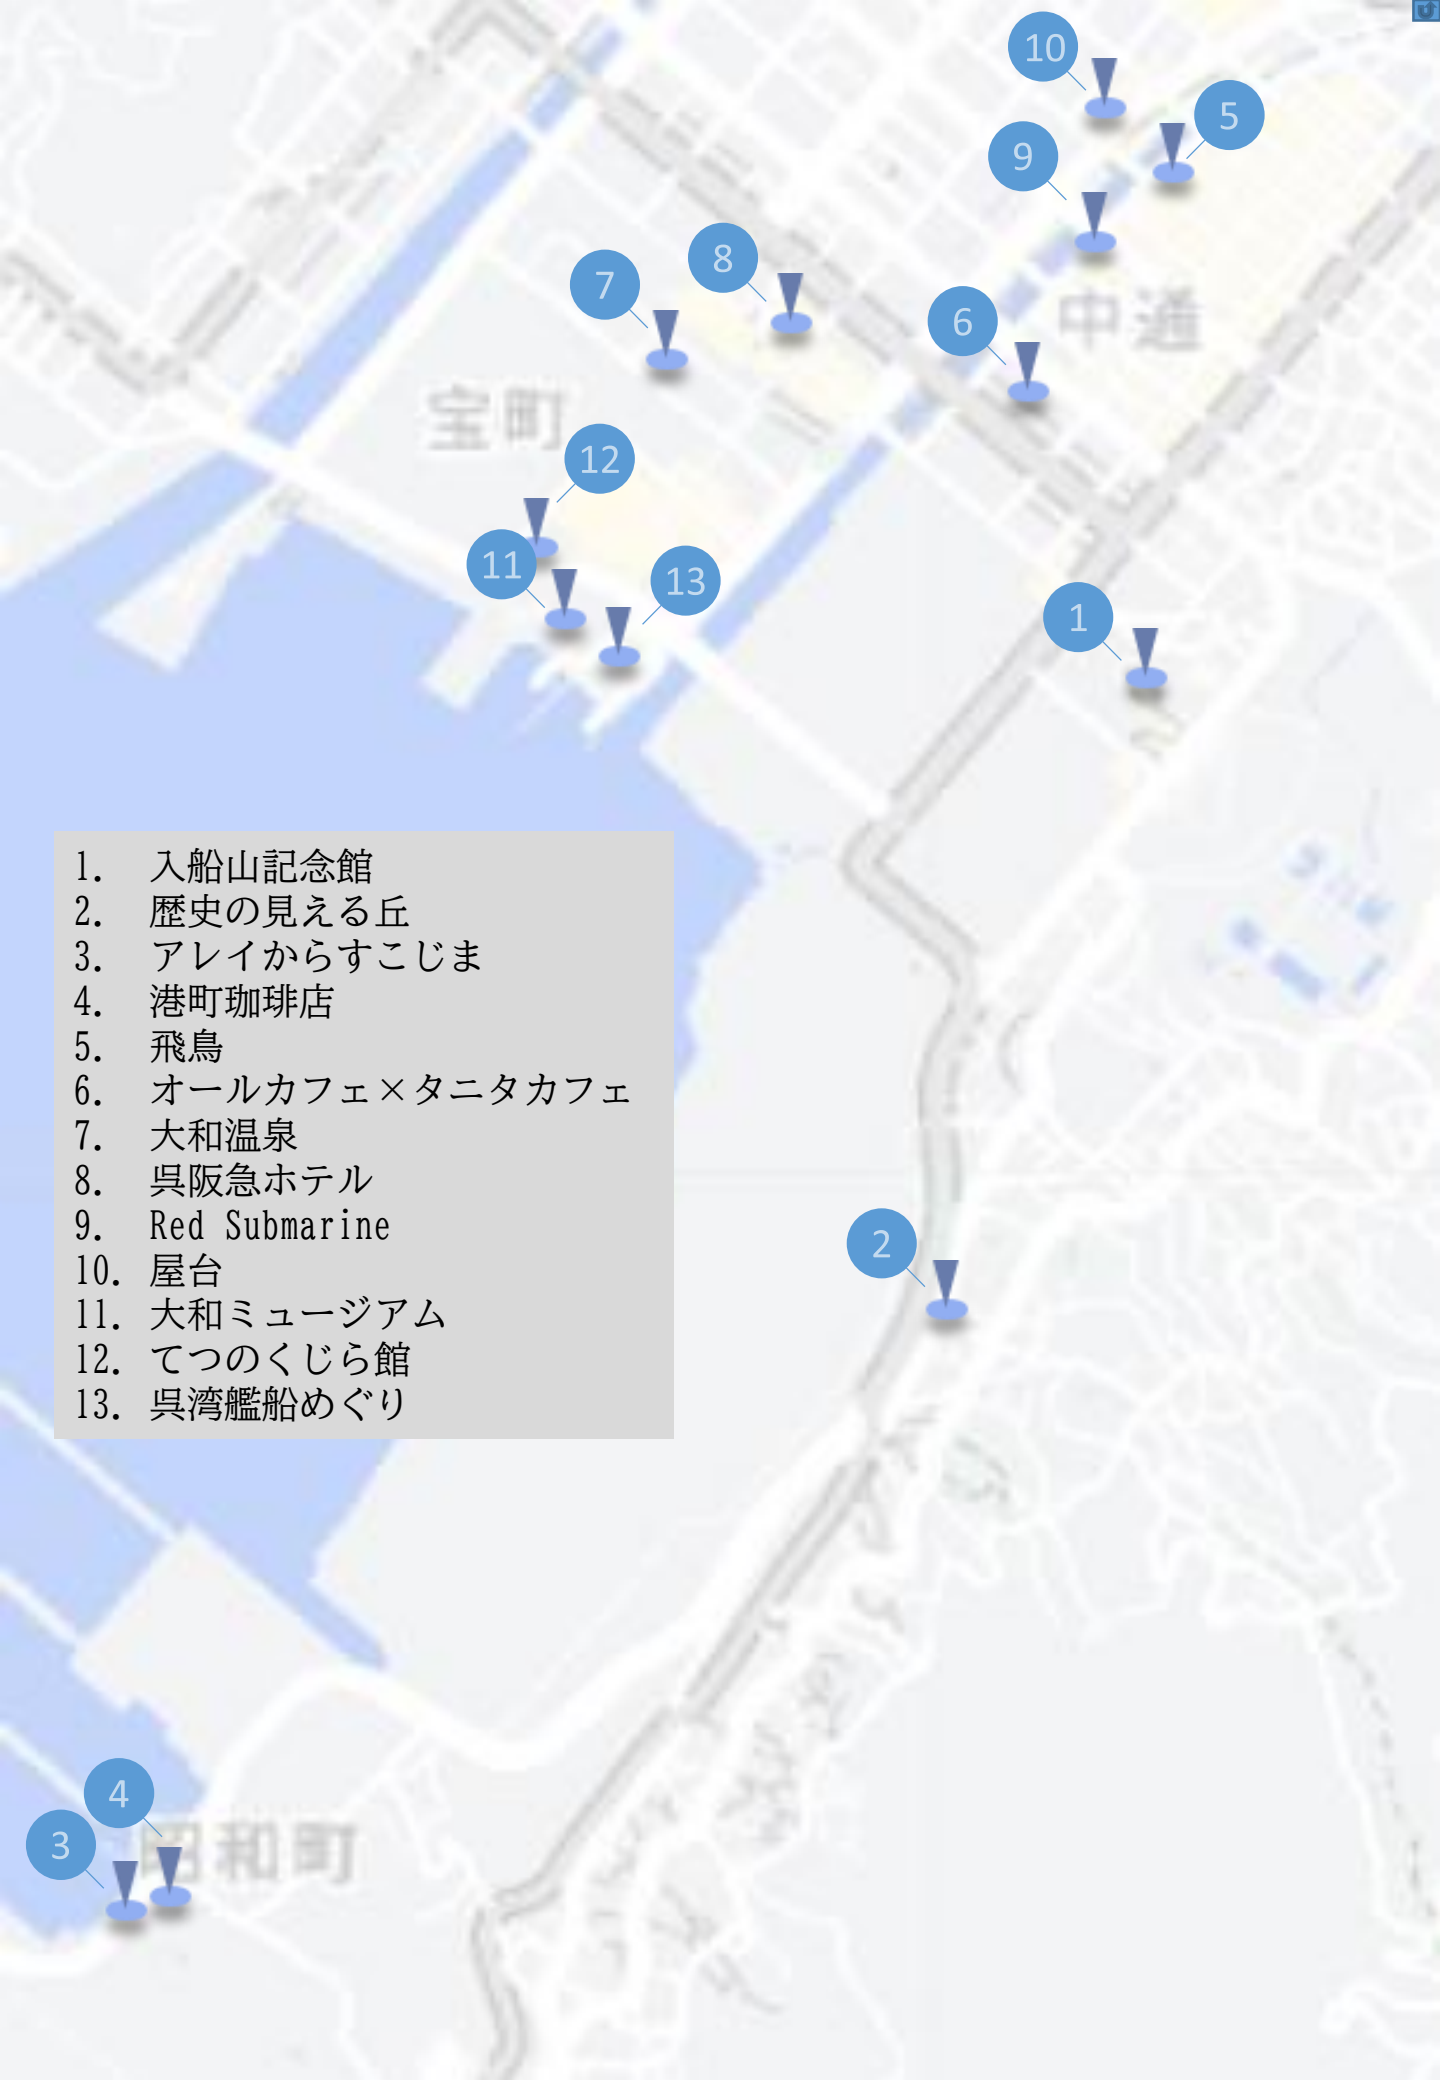 10
5
9
8
7
6
中通
宝町
12
11
13
1
1. 入船山記念館
2. 歴史の見える丘
3. アレイからすこじま
4. 港町珈琲店
5. 飛鳥
6. オールカフェ×タニタカフェ
7. 大和温泉
8. 呉阪急ホテル
9. Red Submarine
10. 屋台
11. 大和ミュージアム
12. てつのくじら館
13. 呉湾艦船めぐり
2
4
3
昭和町